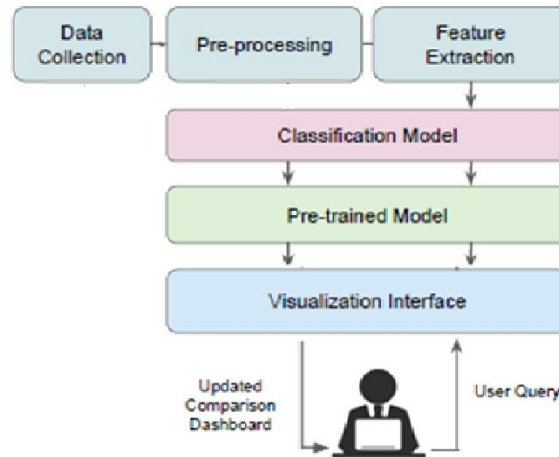 Data
Collection
Pre-processing
Feature
Extraction
Classification Model
Pre-trained Model
Visualization Interface
Updated
Comparison
Dashboard
User Query